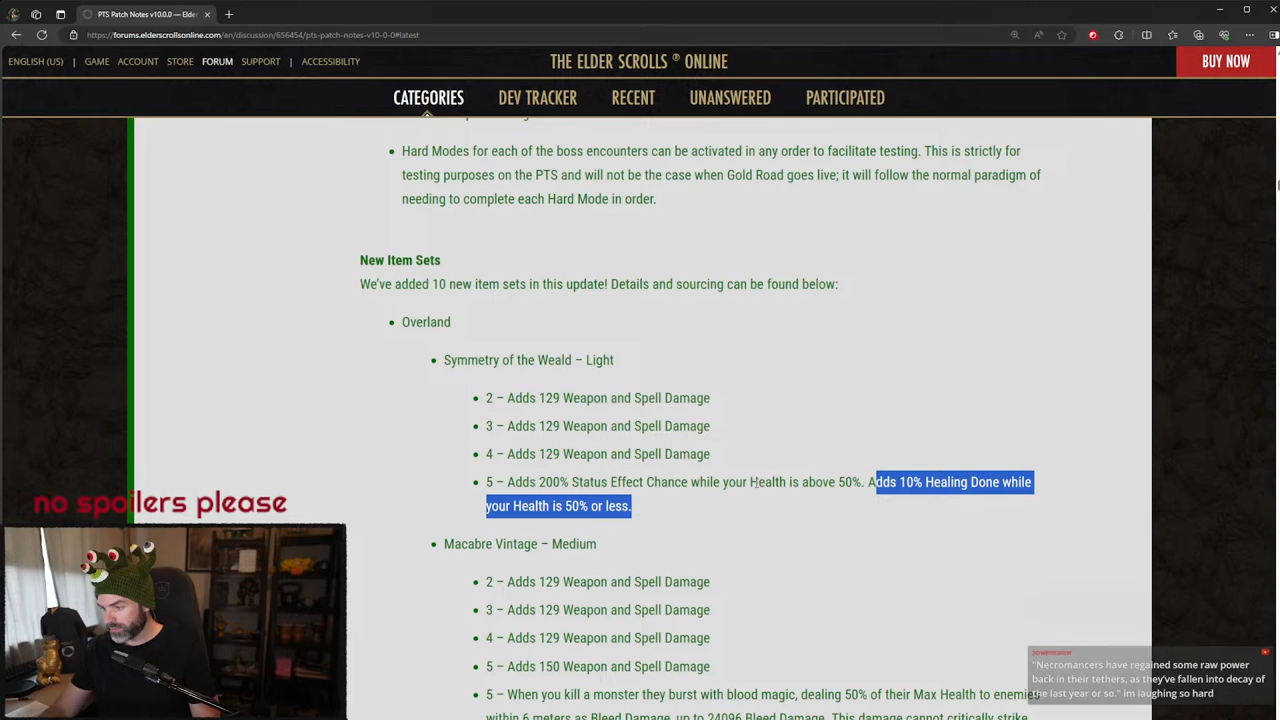 PTS Patch Notes v10.0.0 — Elder
https://forums.elderscrollsonline.com/en/discussion/656454/pts-patch-notes-v10-0-0#latest
ENGLISH (US) | GAME ACCOUNT STORE FORUM SUPPORT | ACCESSIBILITY
THE ELDER SCROLLS ® ONLINE
BUY NOW
CATEGORIES DEV TRACKER RECENT UNANSWERED PARTICIPATED
• Hard Modes for each of the boss encounters can be activated in any order to facilitate testing. This is strictly for
testing purposes on the PTS and will not be the case when Gold Road goes live; it will follow the normal paradigm of
needing to complete each Hard Mode in order.
New Item Sets
We've added 10 new item sets in this update! Details and sourcing can be found below:
• Overland
• Symmetry of the Weald – Light
• 2 – Adds 129 Weapon and Spell Damage
• 3 – Adds 129 Weapon and Spell Damage
• 4 – Adds 129 Weapon and Spell Damage
• 5 – Adds 200% Status Effect Chance while your Health is above 50%. Adds 10% Healing Done while
your Health is 50% or less.
• Macabre Vintage – Medium
• 2 – Adds 129 Weapon and Spell Damage
• 3 – Adds 129 Weapon and Spell Damage
• 4 – Adds 129 Weapon and Spell Damage
• 5 – Adds 150 Weapon and Spell Damage
• 5 – When you kill a monster they burst with blood magic, dealing 50% of their Max Health to enemies
within 6 meters as Bleed Damage, up to 24096 Bleed Damage. This damage cannot critically strike
no spoilers please
"Necromancers have regained some raw power
back in their tethers, as they've fallen into decay of
the last year or so." im laughing so hard